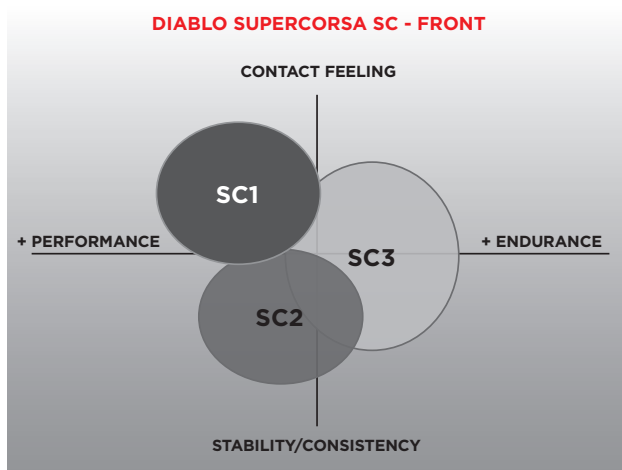 DIABLO SUPERCORSA SC - FRONT
CONTACT FEELING
SC1
+ PERFORMANCE
+ ENDURANCE
SC3
SC2
STABILITY/CONSISTENCY